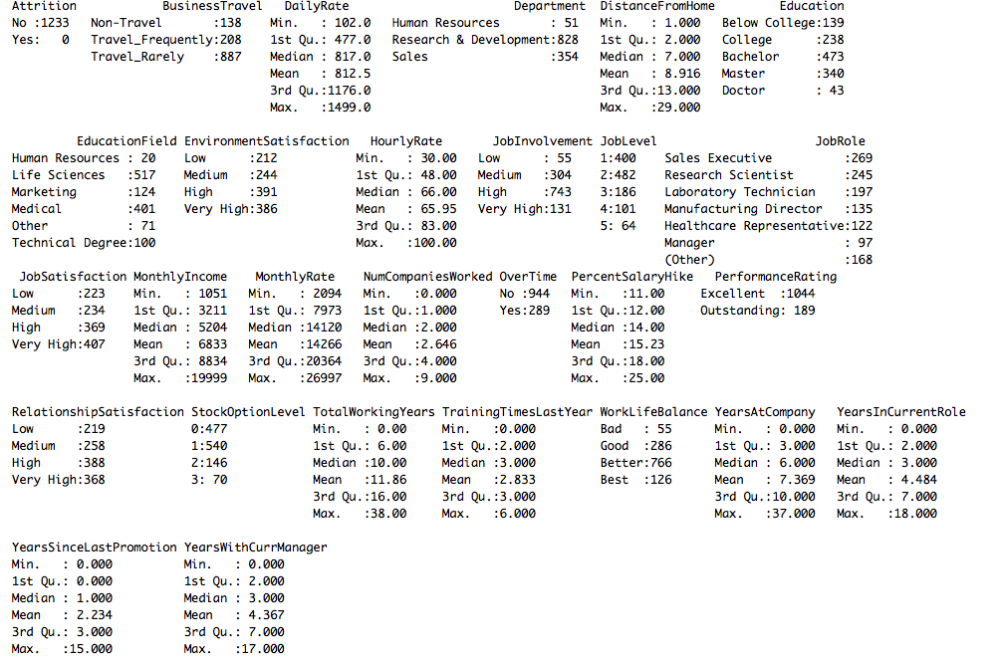 Attrition BusinessTravel DailyRate Department DistanceFromHome Education
No :1233 Non-Travel :138 Min. : 102.0 Human Resources : 51 Min. : 1.000 Below College:139
Yes: 0 Travel_Frequently:208 1st Qu.: 477.0 Research & Development:828 1st Qu.: 2.000 College :238
Travel_Rarely :887 Median : 817.0 Sales :354 Median : 7.000 Bachelor :473
Mean : 812.5 Mean : 8.916 Master :340
3rd Qu.:1176.0 3rd Qu.:13.000 Doctor : 43
Max. :1499.0 Max. :29.000
EducationField EnvironmentSatisfaction HourlyRate JobInvolvement JobLevel JobRole
Human Resources : 20 Low :212 Min. : 30.00 Low : 55 1:400 Sales Executive :269
Life Sciences :517 Medium :244 1st Qu.: 48.00 Medium :304 2:482 Research Scientist :245
Marketing :124 High :391 Median : 66.00 High :743 3:186 Laboratory Technician :197
Medical :401 Very High:386 Mean : 65.95 Very High:131 4:101 Manufacturing Director :135
Other : 71 3rd Qu.: 83.00 5: 64 Healthcare Representative:122
Technical Degree:100 Max. :100.00 Manager : 97
(Other) :168
JobSatisfaction MonthlyIncome MonthlyRate NumCompaniesWorked OverTime PercentSalaryHike PerformanceRating
Low :223 Min. : 1051 Min. : 2094 Min. :0.000 No :944 Min. :11.00 Excellent :1044
Medium :234 1st Qu.: 3211 1st Qu.: 7973 1st Qu.:1.000 Yes:289 1st Qu.:12.00 Outstanding: 189
High :369 Median : 5204 Median :14120 Median :2.000 Median :14.00
Very High:407 Mean : 6833 Mean :14266 Mean :2.646 Mean :15.23
3rd Qu.: 8834 3rd Qu.:20364 3rd Qu.:4.000 3rd Qu.:18.00
Max. :19999 Max. :26997 Max. :9.000 Max. :25.00
RelationshipSatisfaction StockOptionLevel TotalWorkingYears TrainingTimesLastYear WorkLifeBalance YearsAtCompany YearsInCurrentRole
Low :219 0:477 Min. : 0.00 Min. :0.000 Bad : 55 Min. : 0.000 Min. : 0.000
Medium :258 1:540 1st Qu.: 6.00 1st Qu.:2.000 Good :286 1st Qu.: 3.000 1st Qu.: 2.000
High :388 2:146 Median :10.00 Median :3.000 Better:766 Median : 6.000 Median : 3.000
Very High:368 3: 70 Mean :11.86 Mean :2.833 Best :126 Mean : 7.369 Mean : 4.484
3rd Qu.:16.00 3rd Qu.:3.000 3rd Qu.:10.000 3rd Qu.: 7.000
Max. :38.00 Max. :6.000 Max. :37.000 Max. :18.000
YearsSinceLastPromotion YearsWithCurrManager
Min. : 0.000 Min. : 0.000
1st Qu.: 0.000 1st Qu.: 2.000
Median : 1.000 Median : 3.000
Mean : 2.234 Mean : 4.367
3rd Qu.: 3.000 3rd Qu.: 7.000
Max. :15.000 Max. :17.000